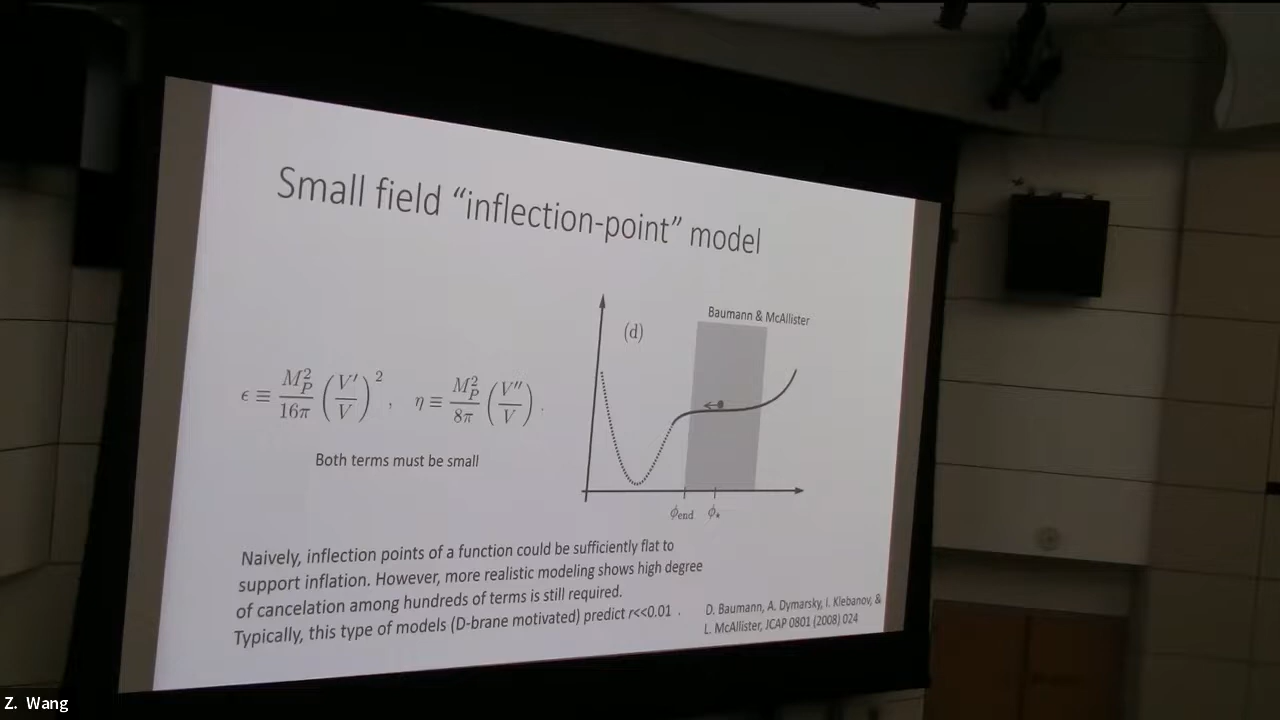 Small field “inflection-point” model
Baumann & McAllister
(d)
ϵ ≡ M_P^2/16π (V′/V)^2, η ≡ M_P^2/8π (V″/V).
Both terms must be small
ϕend ϕ*
Naively, inflection points of a function could be sufficiently flat to
support inflation. However, more realistic modeling shows high degree
of cancelation among hundreds of terms is still required.
Typically, this type of models (D-brane motivated) predict r<<0.01 .
D. Baumann, A. Dymarsky, I. Klebanov, &
L. McAllister, JCAP 0801 (2008) 024
Z. Wang